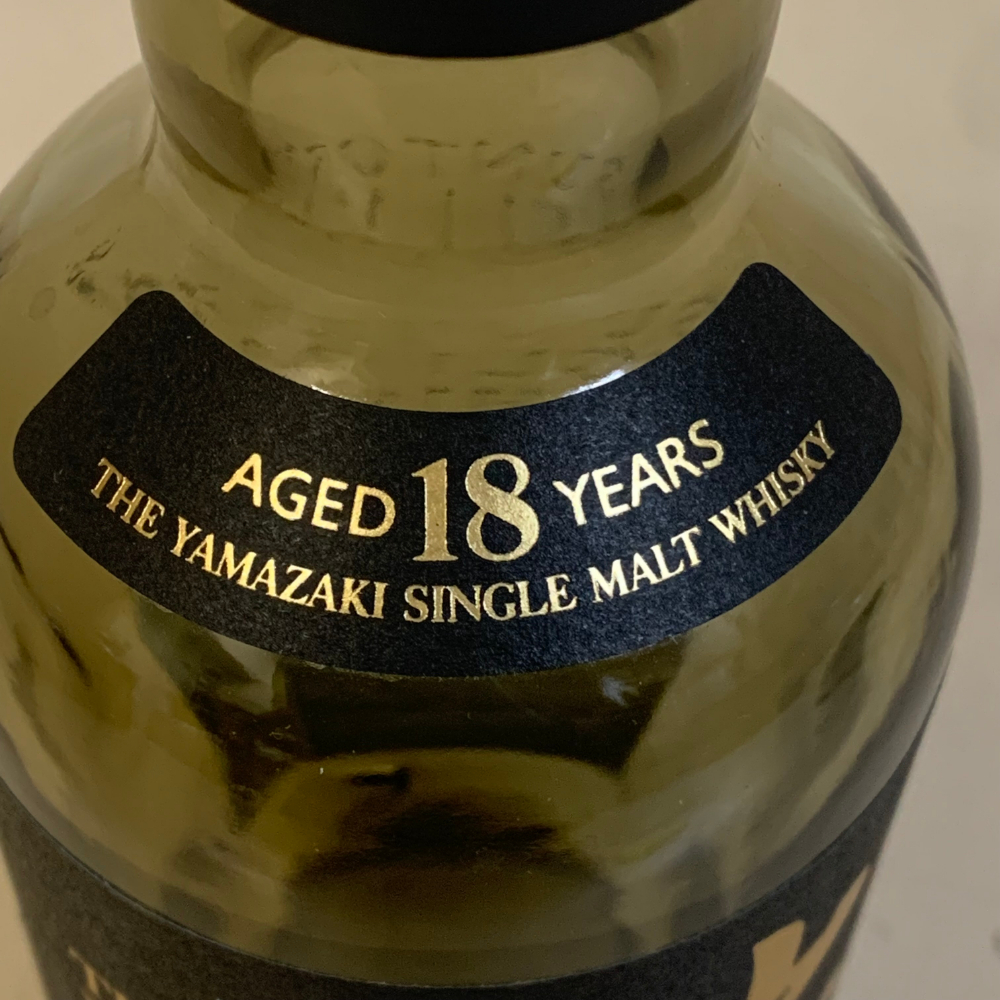 AGED 18 YEARS
THE YAMAZAKI SINGLE MALT WHISKY